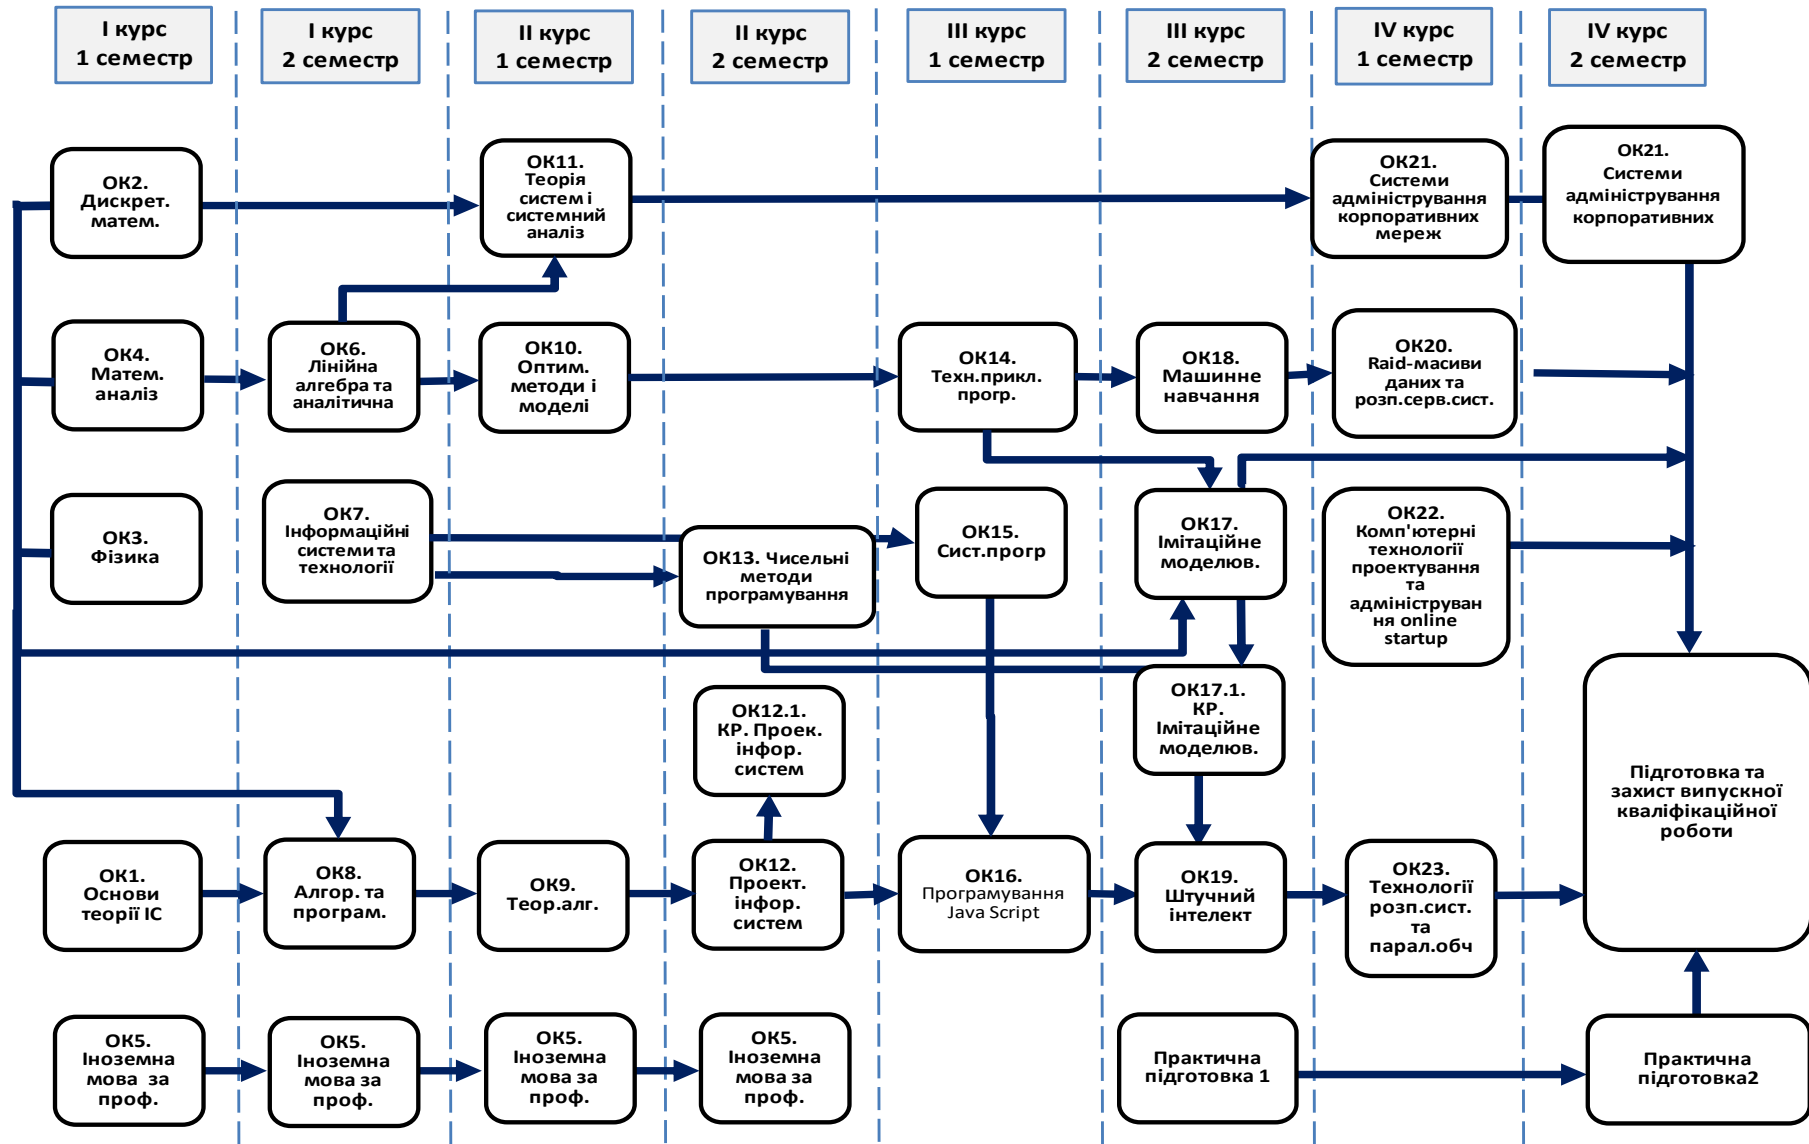 I курс
1 семестр
I курс
2 семестр
II курс
1 семестр
II курс
2 семестр
III курс
1 семестр
III курс
2 семестр
IV курс
1 семестр
IV курс
2 семестр
ОК2.
Дискрет.
матем.
ОК11.
Теорія
систем і
системний
аналіз
ОК21.
Системи
адміністрування
корпоративних
мереж
ОК21.
Системи
адміністрування
корпоративних
ОК4.
Матем.
аналіз
ОК6.
Лінійна
алгебра та
аналітична
ОК10.
Оптим.
методи і
моделі
ОК14.
Техн.прикл.
прогр.
ОК18.
Машинне
навчання
ОК20.
Raid-масиви
даних та
розп.серв.сист.
ОК3.
Фізика
ОК7.
Інформаційні
системи та
технології
ОК13. Чисельні
методи
програмування
ОК15.
Сист.прогр
ОК17.
Імітаційне
моделюв.
ОК22.
Комп'ютерні
технології
проектування
та
адмініструван
ня online
startup
ОК12.1.
КР. Проек.
інфор.
систем
ОК17.1.
КР.
Імітаційне
моделюв.
Підготовка та
захист випускної
кваліфікаційної
роботи
ОК1.
Основи
теорії ІС
ОК8.
Алгор. та
програм.
ОК9.
Теор.алг.
ОК12.
Проект.
інфор.
систем
ОК16.
Програмування
Java Script
ОК19.
Штучний
інтелект
ОК23.
Технології
розп.сист.
та
парал.обч
ОК5.
Іноземна
мова за
проф.
ОК5.
Іноземна
мова за
проф.
ОК5.
Іноземна
мова за
проф.
ОК5.
Іноземна
мова за
проф.
Практична
підготовка 1
Практична
підготовка2